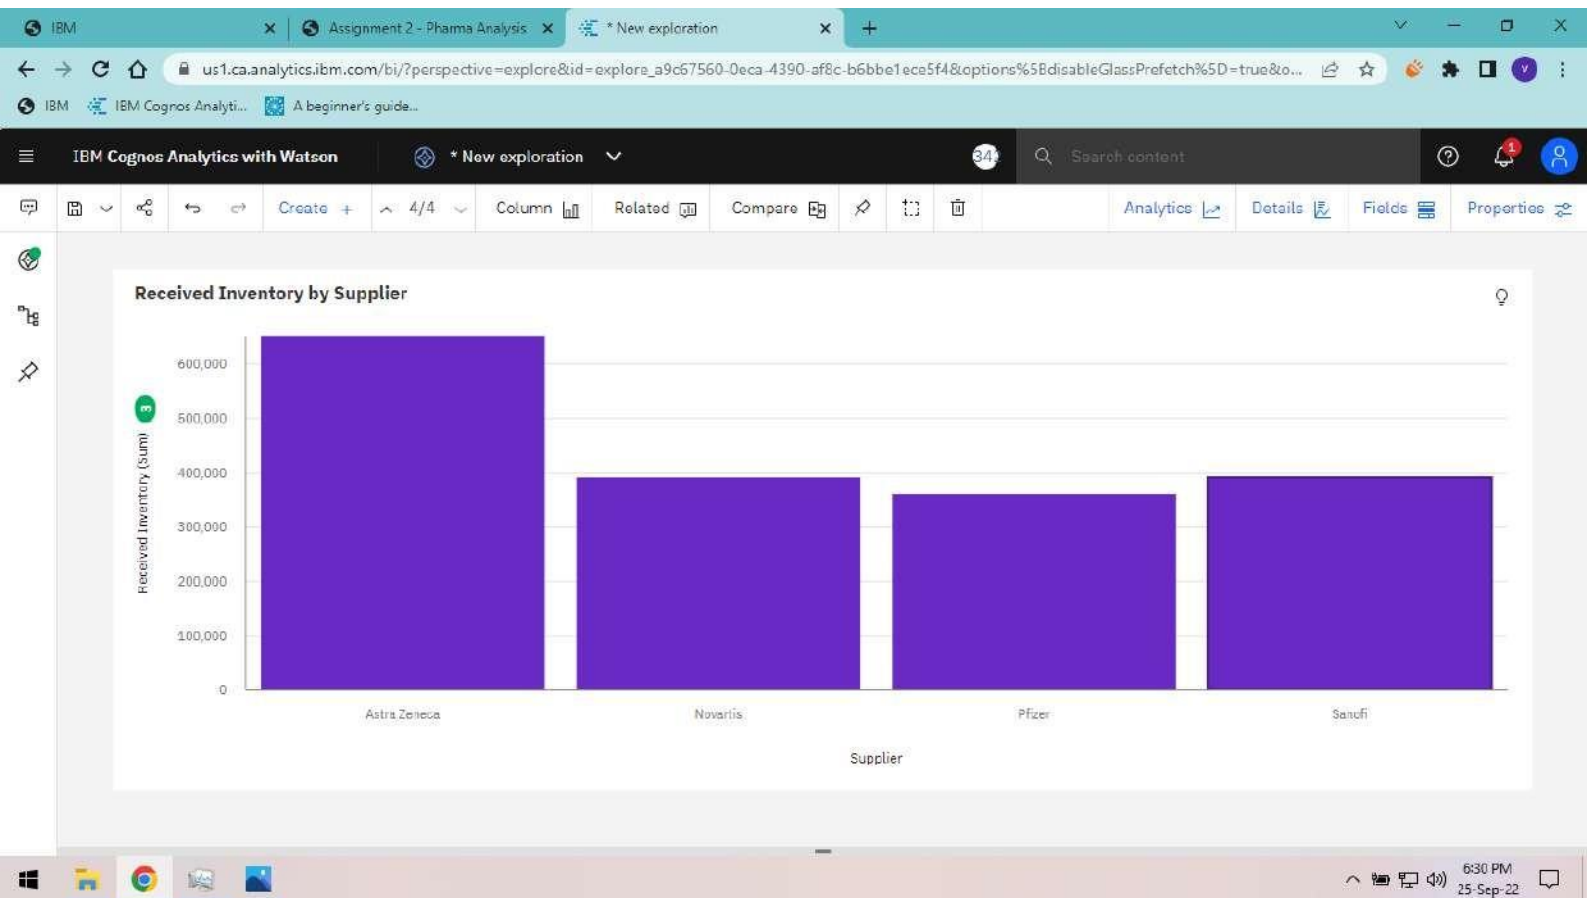 IBM
Assignment 2 - Pharma Analysis
* New exploration
us1.ca.analytics.ibm.com/bi/?perspective=explore&id=explore_a9c67560-0eca-4390-af8c-b6bbe1ece5f4&options%5BdisableGlassPrefetch%5D=true&o...
V
IBM
IBM Cognos Analyti...
A beginner's guide...
IBM Cognos Analytics with Watson
* New exploration
34
Search content
1
Create +
4/4
Column
Related
Compare
Analytics
Details
Fields
Properties
Received Inventory by Supplier
Received Inventory (Sum)
3
600,000
500,000
400,000
300,000
200,000
100,000
0
Astra Zeneca
Novartis
Pfizer
Sanofi
Supplier
6:30 PM
25-Sep-22